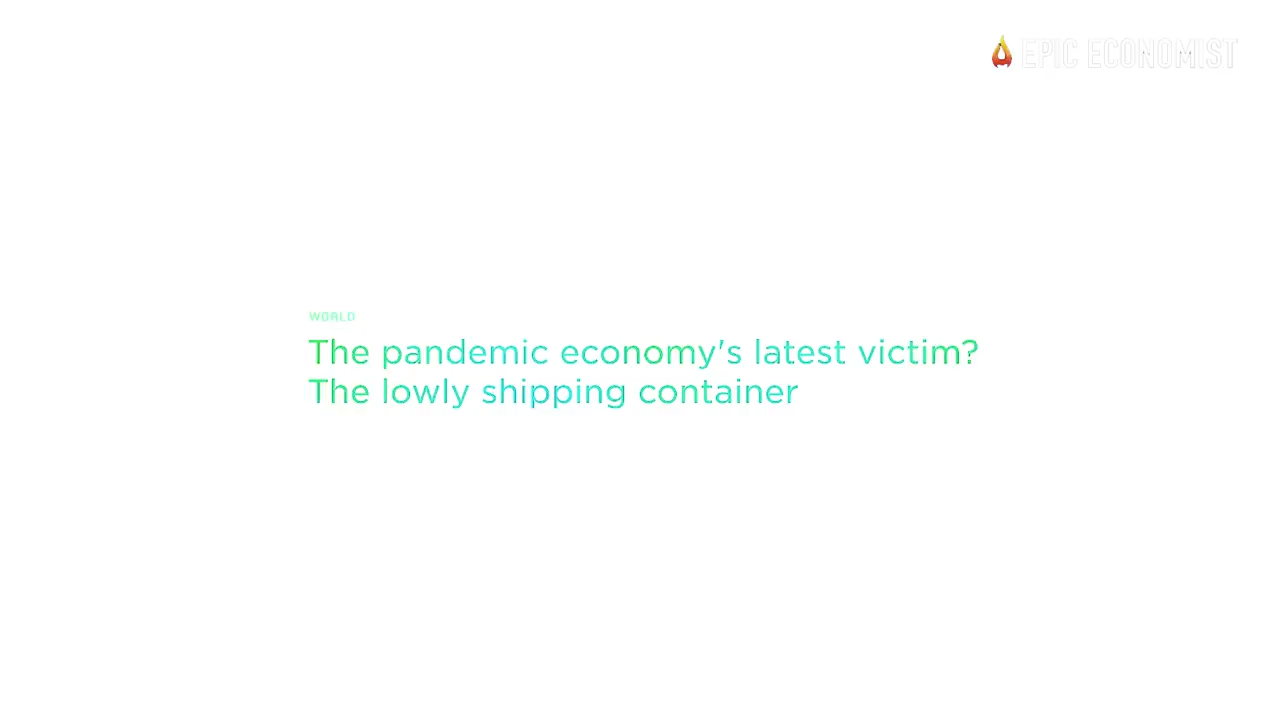 EPIC ECONOMIST
WORLD
The pandemic economy's latest victim?
The lowly shipping container